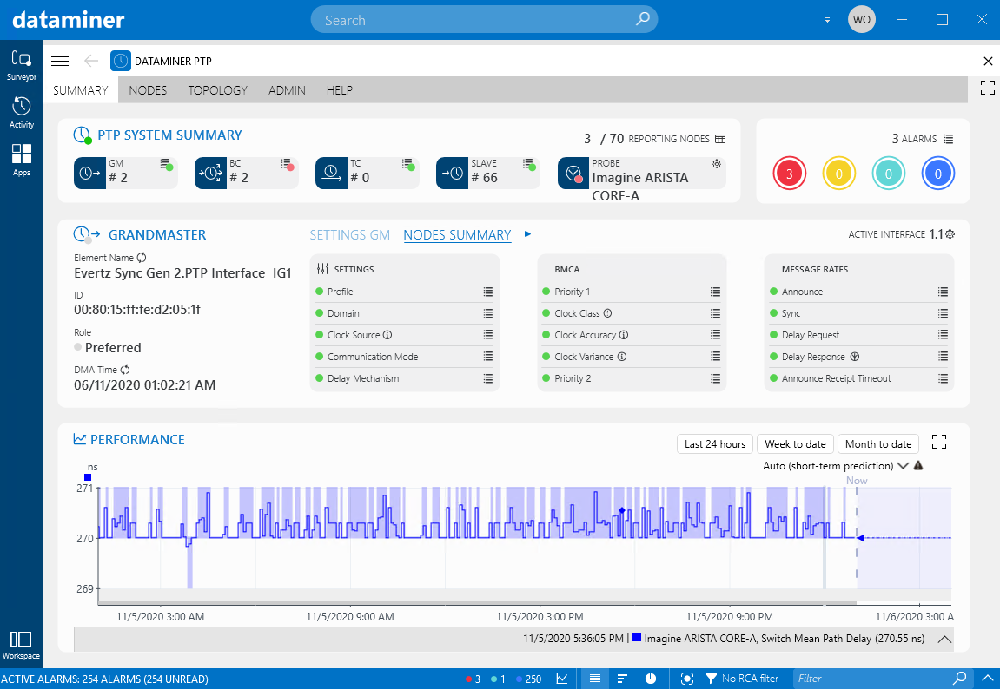 dataminer
Search
WO
Surveyor
Activity
Apps
Workspace
DATAMINER PTP
SUMMARY NODES TOPOLOGY ADMIN HELP
PTP SYSTEM SUMMARY
3 / 70 REPORTING NODES
GM
# 2
BC
# 2
TC
# 0
SLAVE
# 66
PROBE
Imagine ARISTA
CORE-A
3 ALARMS
3 0 0 0
GRANDMASTER
SETTINGS GM NODES SUMMARY
ACTIVE INTERFACE 1.1
Element Name
Evertz Sync Gen 2.PTP Interface IG1
ID
00:80:15:ff:fe:d2:05:1f
Role
Preferred
DMA Time
06/11/2020 01:02:21 AM
SETTINGS
Profile
Domain
Clock Source
Communication Mode
Delay Mechanism
BMCA
Priority 1
Clock Class
Clock Accuracy
Clock Variance
Priority 2
MESSAGE RATES
Announce
Sync
Delay Request
Delay Response
Announce Receipt Timeout
PERFORMANCE
Last 24 hours Week to date Month to date
Auto (short-term prediction)
Now
ns
271
270
269
11/5/2020 3:00 AM 11/5/2020 9:00 AM 11/5/2020 3:00 PM 11/5/2020 9:00 PM 11/6/2020 3:00 A
11/5/2020 5:36:05 PM | Imagine ARISTA CORE-A, Switch Mean Path Delay (270.55 ns)
ACTIVE ALARMS: 254 ALARMS (254 UNREAD) 3 1 250 No RCA filter Filter